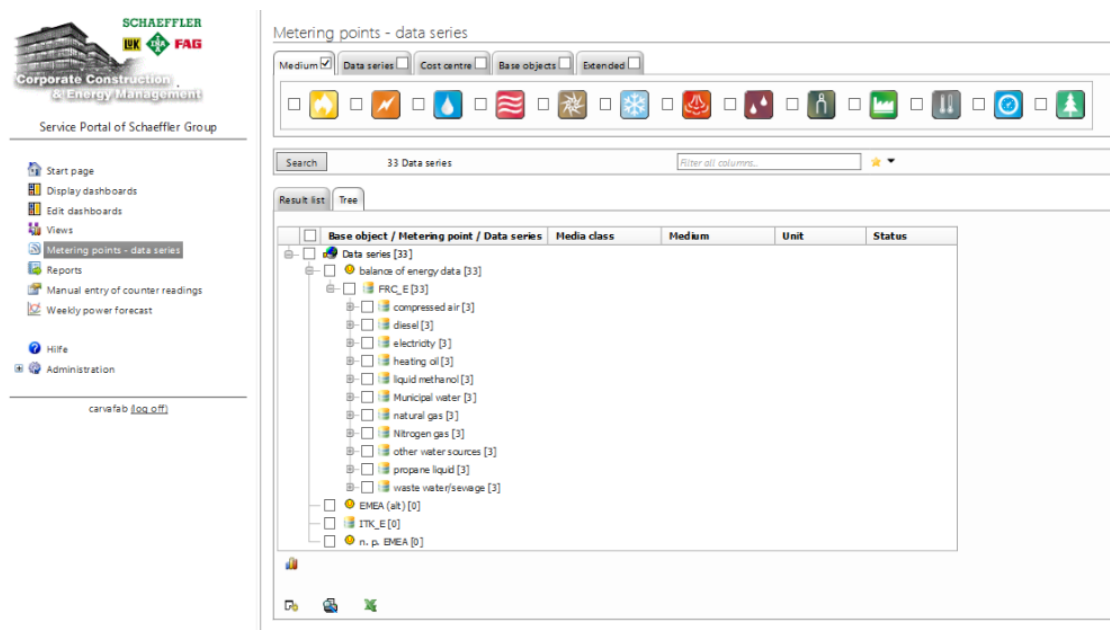 SCHAEFFLER
LUK INA FAG
Corporate Construction
& Energy Management
Service Portal of Schaeffler Group
Start page
Display dashboards
Edit dashboards
Views
Metering points - data series
Reports
Manual entry of counter readings
Weekly power forecast
Hilfe
Administration
carvafab (log off)
Metering points - data series
Medium Data series Cost centre Base objects Extended
Search 33 Data series Filter all columns...
Result list Tree
Base object / Metering point / Data series Media class Medium Unit Status
Data series [33]
balance of energy data [33]
FRC_E [33]
compressed air [3]
diesel [3]
electricity [3]
heating oil [3]
liquid methanol [3]
Municipal water [3]
natural gas [3]
Nitrogen gas [3]
other water sources [3]
propane liquid [3]
waste water/sewage [3]
EMEA (alt) [0]
ITK_E [0]
n. p. EMEA [0]